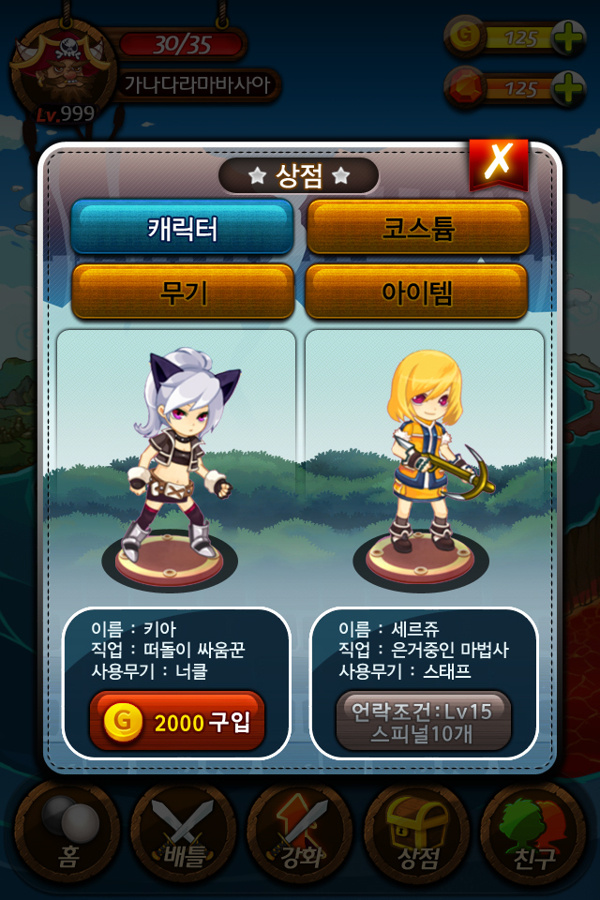 30/35
125
가나다라마바사아
125
Lv.999
상점
X
캐릭터
코스튬
무기
아이템
이름 : 키아
직업 : 떠돌이 싸움꾼
사용무기 : 너클
G 2000 구입
이름 : 세르쥬
직업 : 은거중인 마법사
사용무기 : 스태프
언락조건:Lv15
스피널10개
홈
배틀
강화
상점
친구